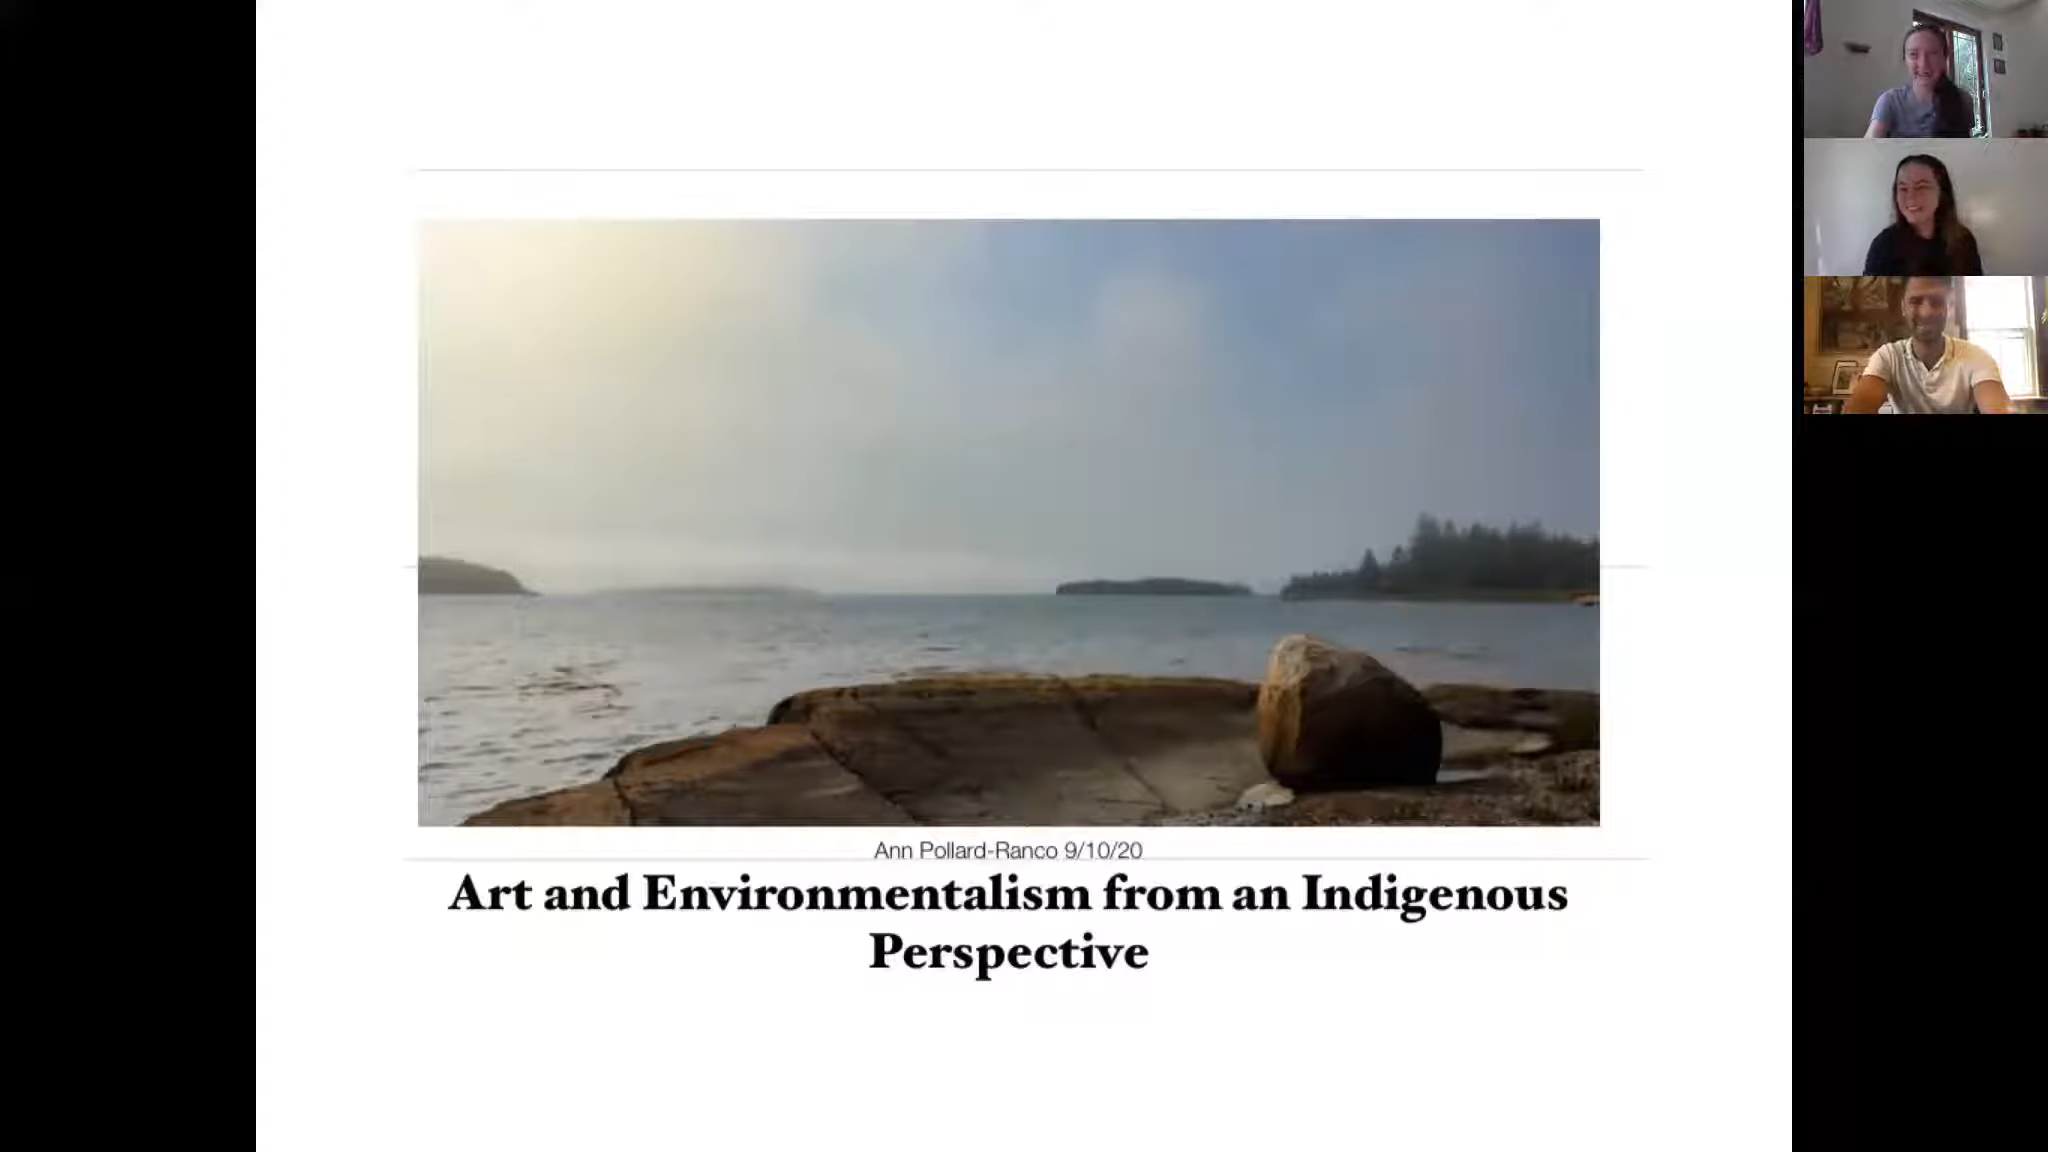 Ann Pollard-Ranco 9/10/20
Art and Environmentalism from an Indigenous
Perspective